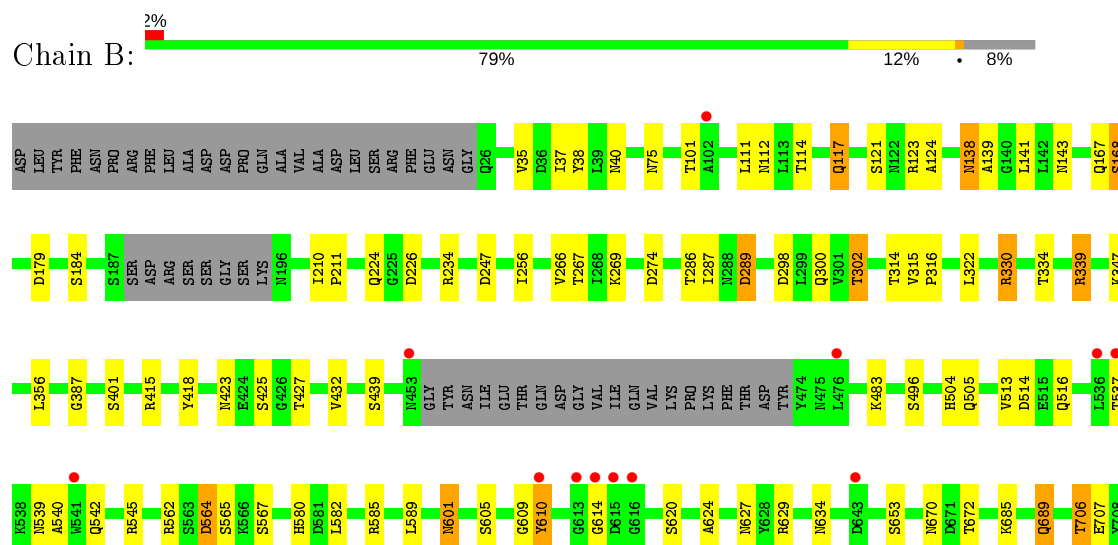 2%
Chain B:
79% 12% • 8%
ASP LEU TYR PHE ASN PRO ARG PHE LEU ALA ASP ASP PRO GLN ALA VAL ALA ASP LEU SER ARG PHE GLU ASN GLY Q26 V35 D36 I37 Y38 L39 N40 N75 T101 A102 L111 N112 L113 T114 Q117 S121 N122 R123 A124 N138 A139 G140 L141 L142 N143 Q167 S168
D179 S184 S187 SER ASP ARG SER SER GLY SER LYS N196 I210 P211 Q224 G225 D226 R234 D247 I256 V266 T267 I268 K269 D274 T286 I287 N288 D289 D298 L299 Q300 V301 T302 T314 V315 P316 L322 R330 T334 R339 K347
L356 G387 S401 R415 Y418 N423 E424 S425 G426 T427 V432 S439 N453 GLY TYR ASN ILE GLU THR GLN ASP GLY VAL ILE GLN VAL LYS PRO LYS PHE THR ASP TYR Y474 N475 L476 K483 S496 H504 Q505 V513 D514 E515 Q516 L536 T537
K538 N539 A540 W541 Q542 R545 R562 S563 D564 S565 K566 S567 H580 D581 L582 R585 L589 N601 S605 G609 Y610 G613 G614 D615 G616 S620 A624 N627 Y628 R629 N634 D643 S653 N670 D671 T672 K685 Q689 T706 E707